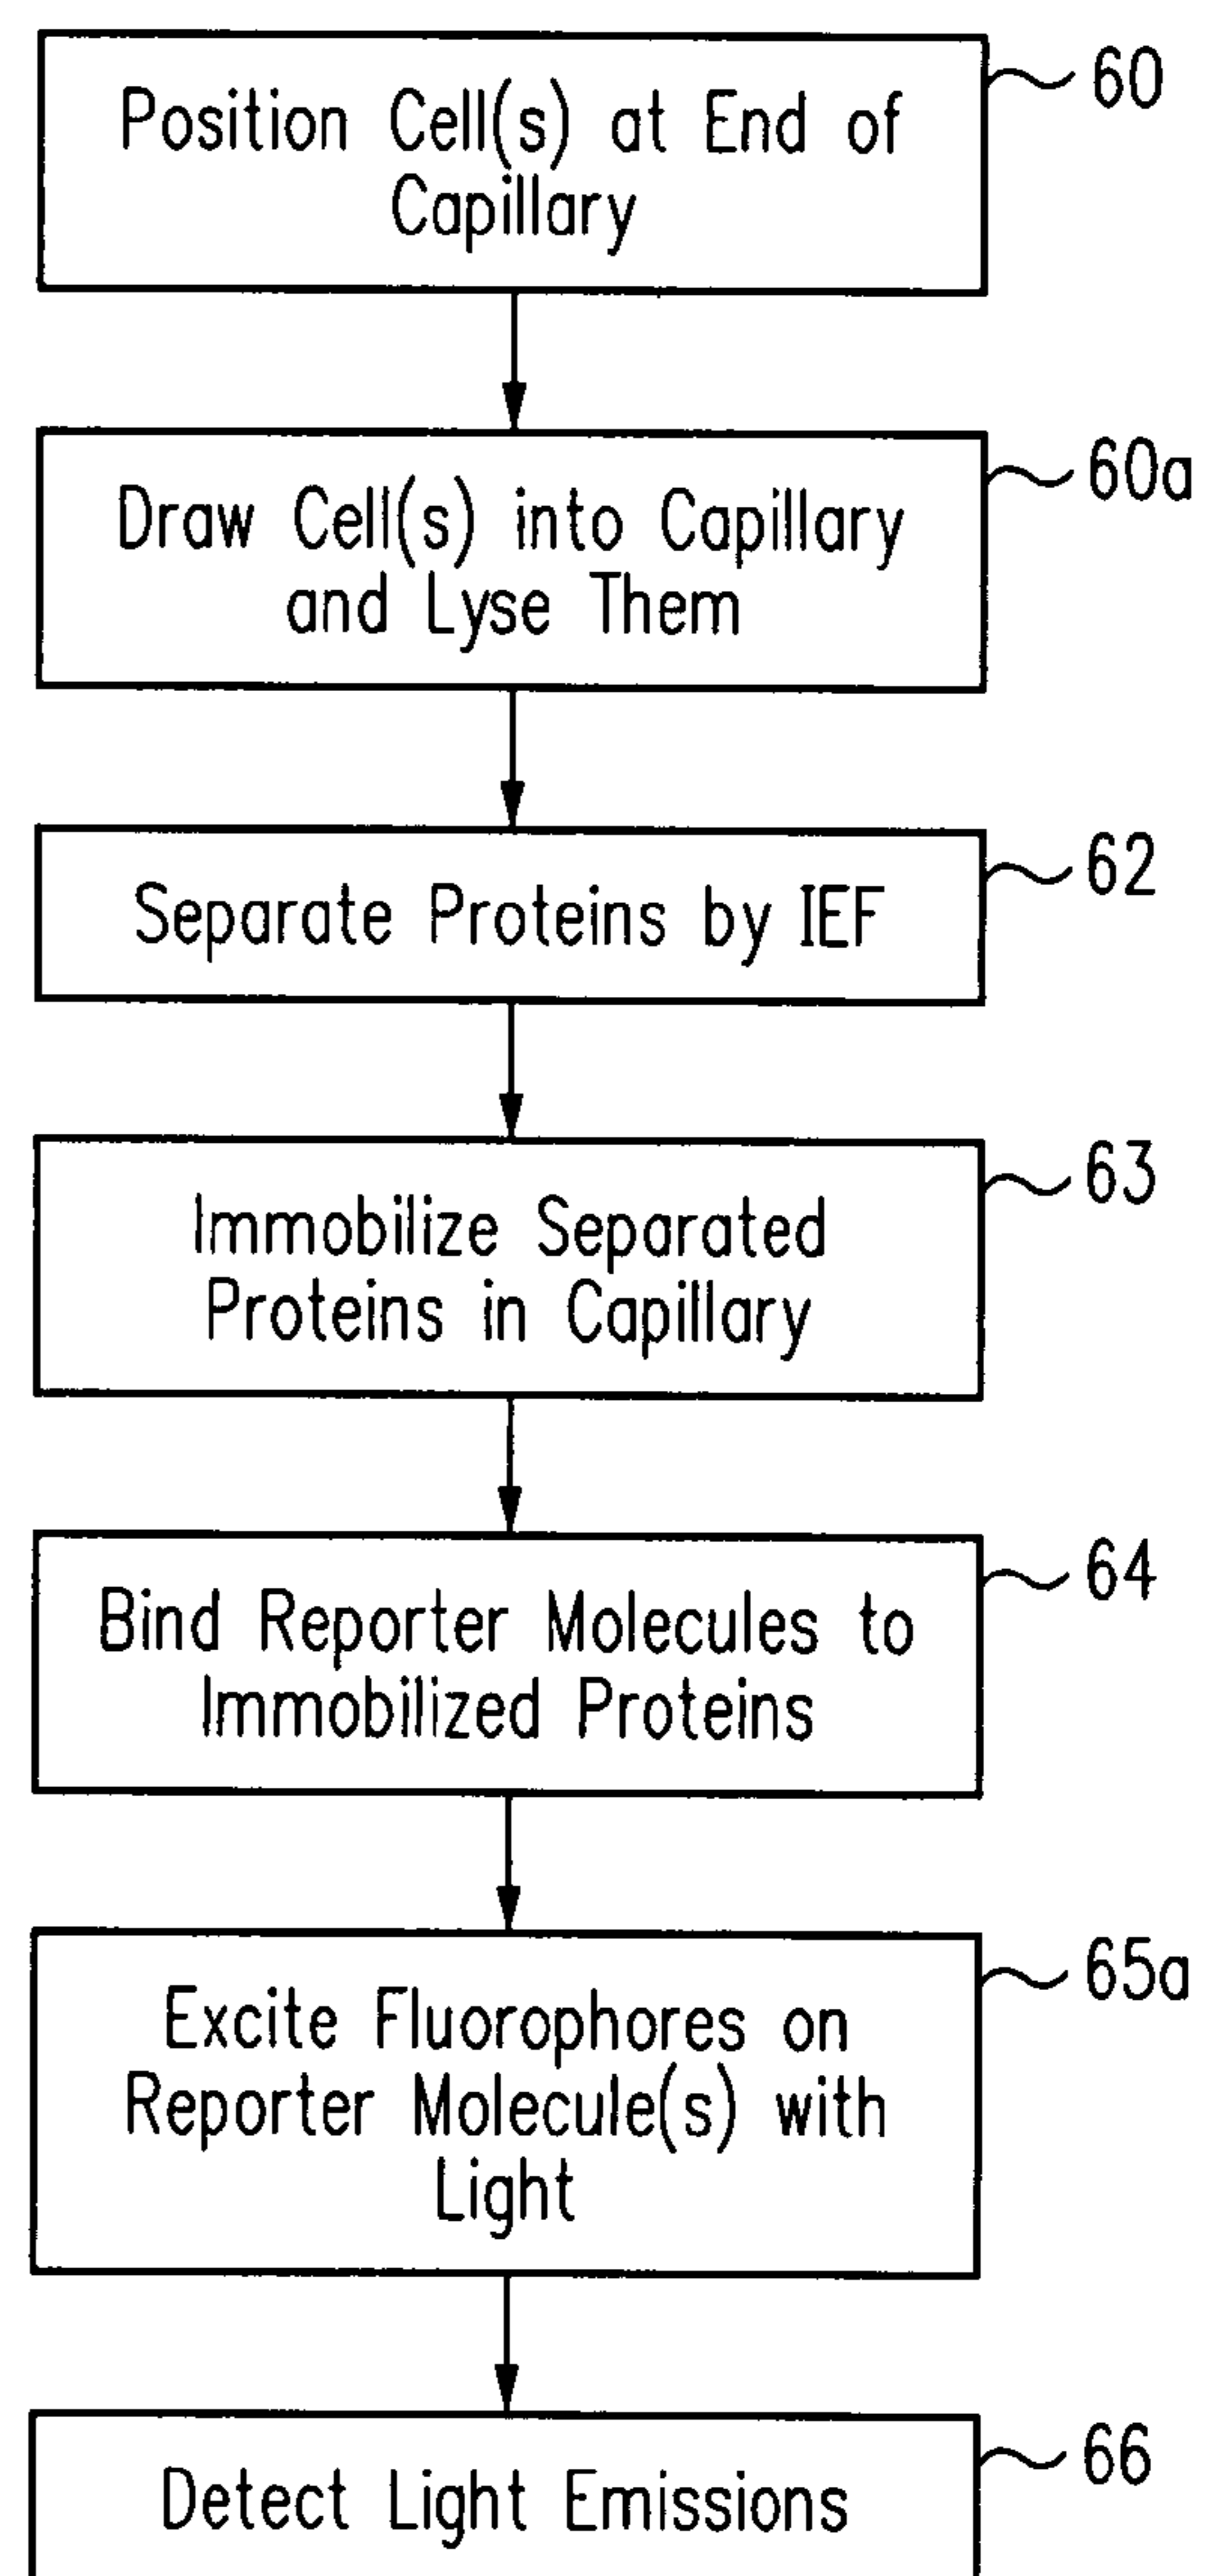 Position Cell(s) at End of
Capillary
60
Draw Cell(s) into Capillary
and Lyse Them
60a
Separate Proteins by IEF
62
Immobilize Separated
Proteins in Capillary
63
Bind Reporter Molecules to
Immobilized Proteins
64
Excite Fluorophores on
Reporter Molecule(s) with
Light
65a
Detect Light Emissions
66